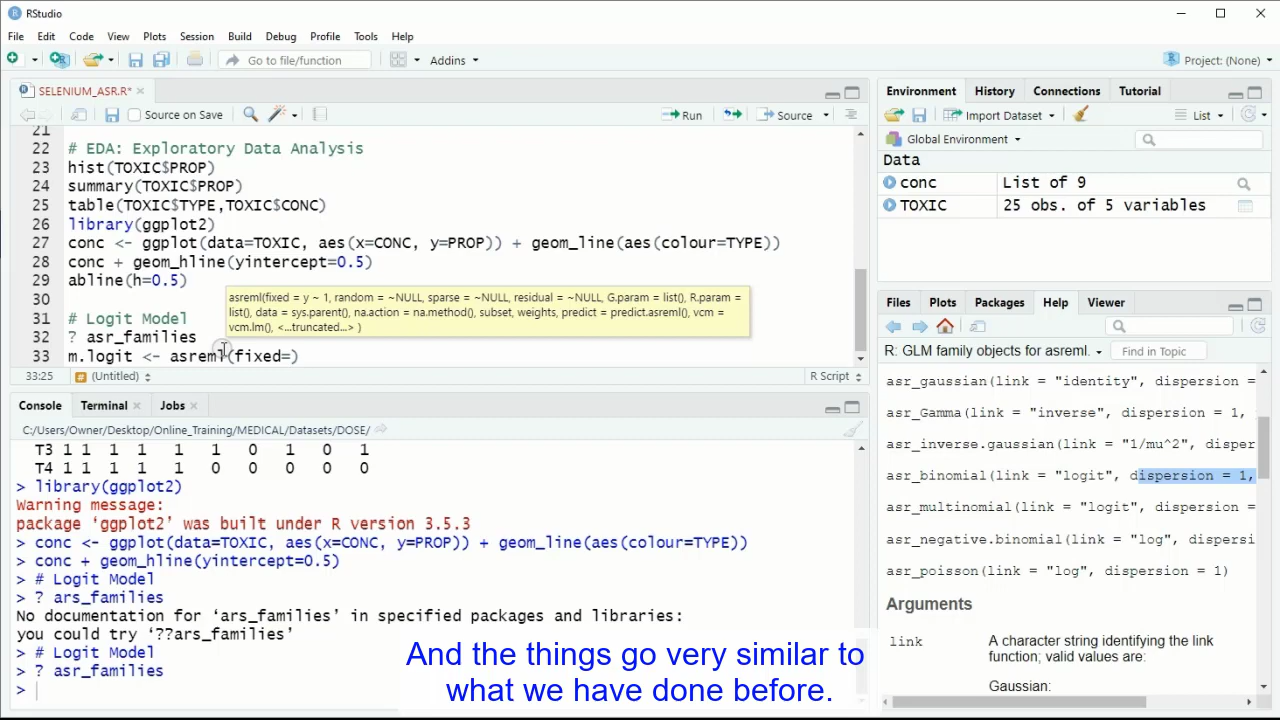 RStudio
File Edit Code View Plots Session Build Debug Profile Tools Help
Go to file/function
Addins
Project: (None)
SELENIUM_ASR.R*
Source on Save
Run
Source
21
22 # EDA: Exploratory Data Analysis
23 hist(TOXIC$PROP)
24 summary(TOXIC$PROP)
25 table(TOXIC$TYPE,TOXIC$CONC)
26 library(ggplot2)
27 conc <- ggplot(data=TOXIC, aes(x=CONC, y=PROP)) + geom_line(aes(colour=TYPE))
28 conc + geom_hline(yintercept=0.5)
29 abline(h=0.5)
30
asreml(fixed = y ~ 1, random = ~NULL, sparse = ~NULL, residual = ~NULL, G.param = list(), R.param =
list(), data = sys.parent(), na.action = na.method(), subset, weights, predict = predict.asreml(), vcm =
vcm.lm(), <...truncated...> )
31 # Logit Model
32 ? asr_families
33 m.logit <- asreml(fixed=)
33:25 # (Untitled)
R Script
Console Terminal Jobs
C:/Users/Owner/Desktop/Online_Training/MEDICAL/Datasets/DOSE/
T3 1 1 1 1 1 1 0 1 0 1
T4 1 1 1 1 1 0 0 0 0 0
> library(ggplot2)
Warning message:
package ‘ggplot2’ was built under R version 3.5.3
> conc <- ggplot(data=TOXIC, aes(x=CONC, y=PROP)) + geom_line(aes(colour=TYPE))
> conc + geom_hline(yintercept=0.5)
> # Logit Model
> ? ars_families
No documentation for ‘ars_families’ in specified packages and libraries:
you could try ‘??ars_families’
> # Logit Model
> ? asr_families
>
Environment History Connections Tutorial
Import Dataset
List
Global Environment
Data
conc List of 9
TOXIC 25 obs. of 5 variables
Files Plots Packages Help Viewer
R: GLM family objects for asreml.
Find in Topic
asr_gaussian(link = "identity", dispersion =
asr_Gamma(link = "inverse", dispersion = 1,
asr_inverse.gaussian(link = "1/mu^2", disper
asr_binomial(link = "logit", dispersion = 1,
asr_multinomial(link = "logit", dispersion =
asr_negative.binomial(link = "log", dispersi
asr_poisson(link = "log", dispersion = 1)
Arguments
link A character string identifying the link
function; valid values are:
Gaussian:
And the things go very similar to
what we have done before.